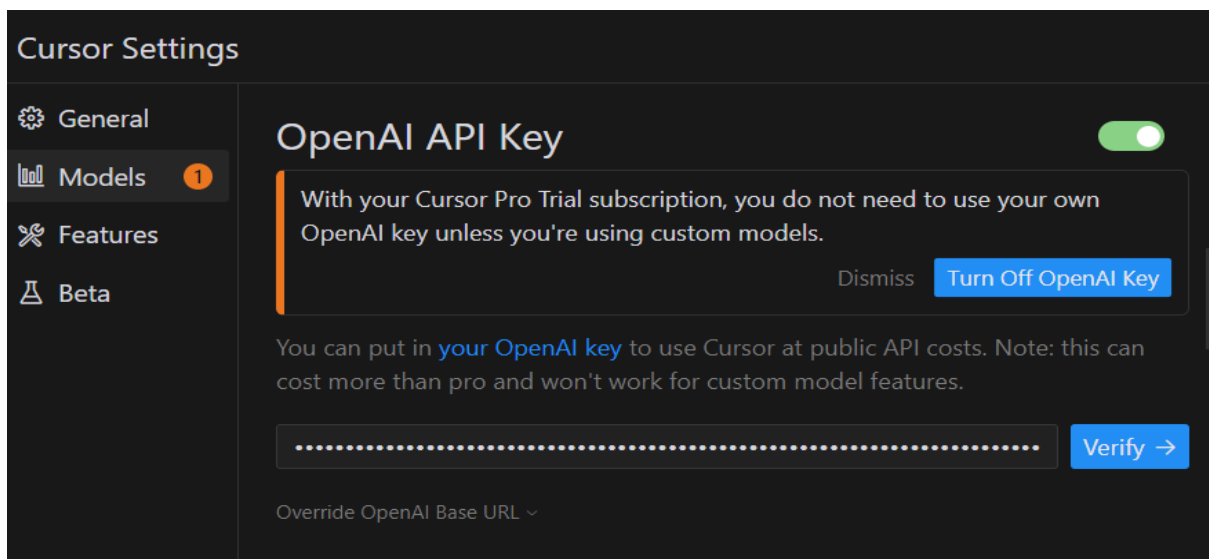 Cursor Settings
General
Models 1
Features
Beta
OpenAI API Key
With your Cursor Pro Trial subscription, you do not need to use your own
OpenAI key unless you're using custom models.
Dismiss Turn Off OpenAI Key
You can put in your OpenAI key to use Cursor at public API costs. Note: this can
cost more than pro and won't work for custom model features.
Verify →
Override OpenAI Base URL